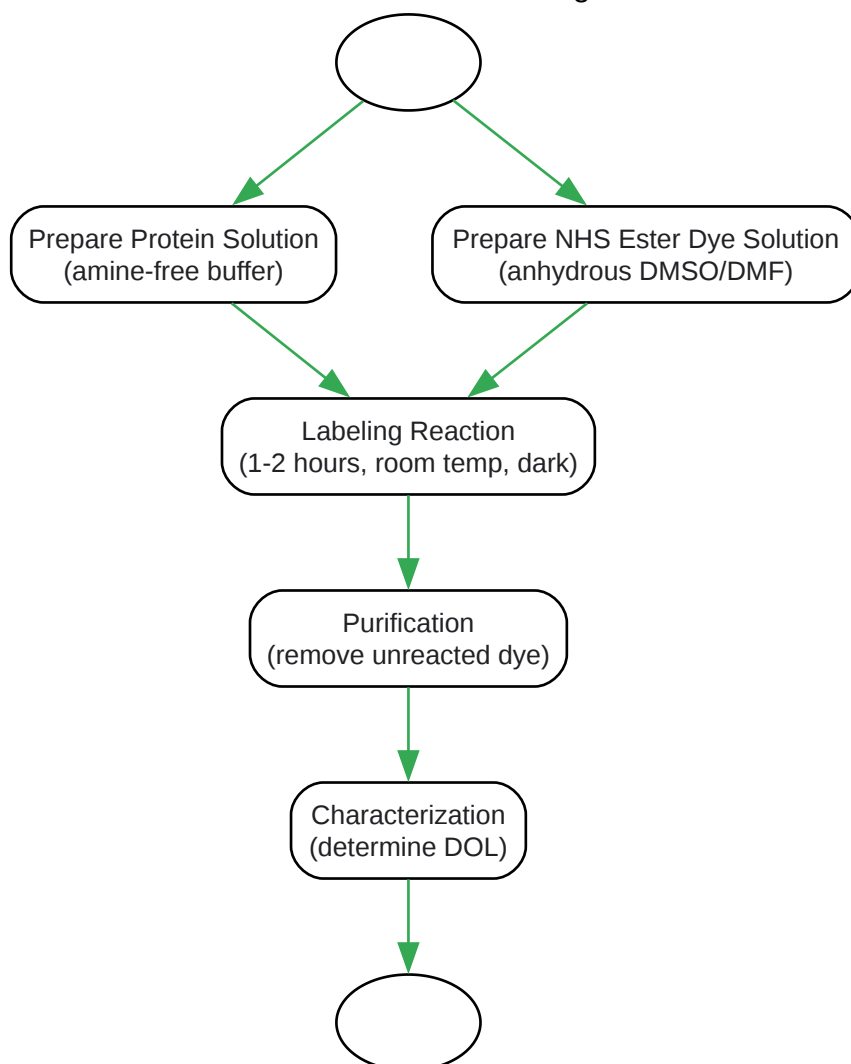 Prepare Protein Solution
(amine-free buffer)
Prepare NHS Ester Dye Solution
(anhydrous DMSO/DMF)
Labeling Reaction
(1-2 hours, room temp, dark)
Purification
(remove unreacted dye)
Characterization
(determine DOL)